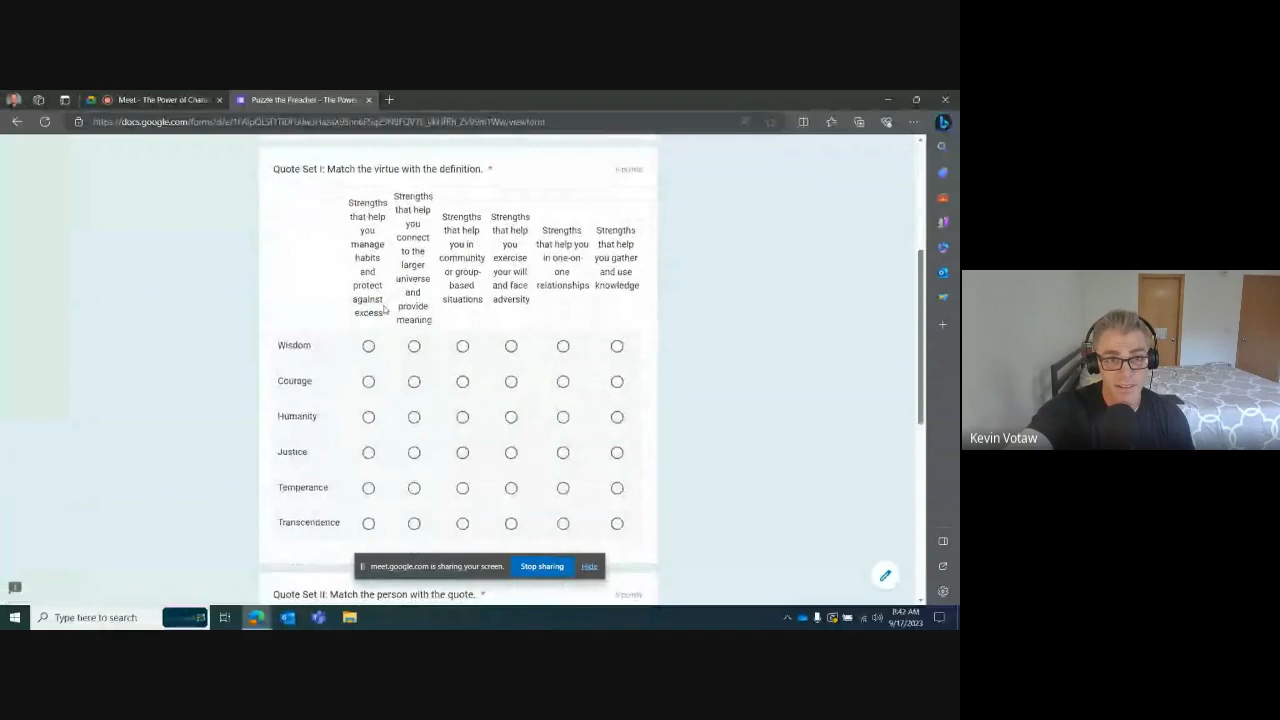 Meet - The Power of Chara
Puzzle the Preacher - The Powe
Quote Set I: Match the virtue with the definition. *
Strengths that help you manage habits and protect against excess
Strengths that help you connect to the larger universe and provide meaning
Strengths that help you in community or group-based situations
Strengths that help you exercise your will and face adversity
Strengths that help you in one-on-one relationships
Strengths that help you gather and use knowledge
Wisdom
Courage
Humanity
Justice
Temperance
Transcendence
meet.google.com is sharing your screen.
Stop sharing
Hide
Quote Set II: Match the person with the quote. *
Type here to search
8:42 AM
9/17/2023
Kevin Votaw